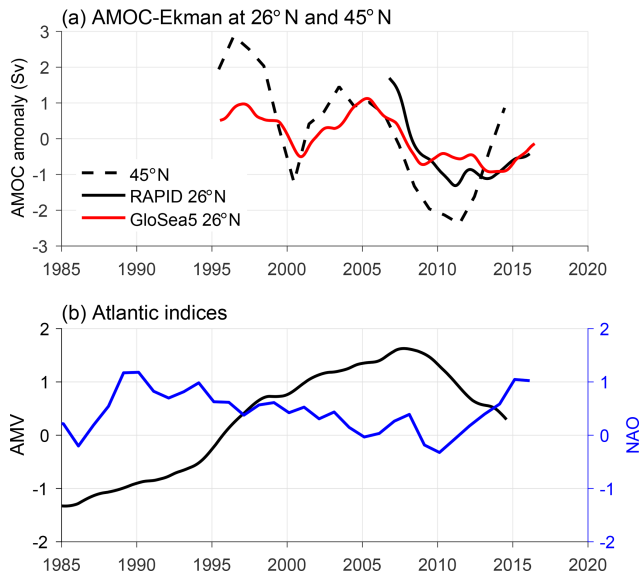 (a) AMOC-Ekman at 26°N and 45°N
3
2
1
0
-1
-2
-3
AMOC amonaly (Sv)
45°N
RAPID 26°N
GloSea5 26°N
1985 1990 1995 2000 2005 2010 2015 2020
(b) Atlantic indices
2
1
0
-1
-2
AMV
2
1
0
-1
-2
NAO
1985 1990 1995 2000 2005 2010 2015 2020